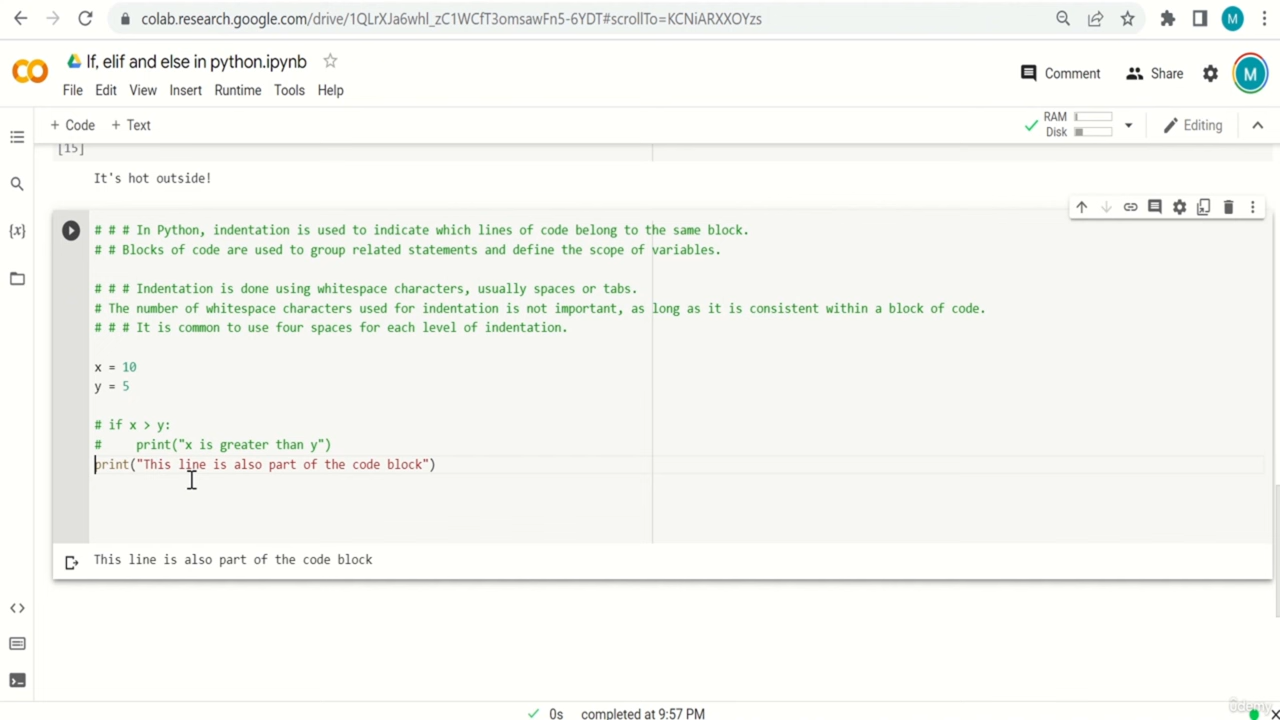 colab.research.google.com/drive/1QLrXJa6whl_zC1WCfT3omsawFn5-6YDT#scrollTo=KCNiARXXOYzs
M
CO
If, elif and else in python.ipynb
Comment
Share
M
File Edit View Insert Runtime Tools Help
+ Code + Text
RAM
Disk
Editing
[15]
It's hot outside!
{x}
# # # In Python, indentation is used to indicate which lines of code belong to the same block.
# # Blocks of code are used to group related statements and define the scope of variables.
# # # Indentation is done using whitespace characters, usually spaces or tabs.
# The number of whitespace characters used for indentation is not important, as long as it is consistent within a block of code.
# # # It is common to use four spaces for each level of indentation.
x = 10
y = 5
# if x > y:
#     print("x is greater than y")
print("This line is also part of the code block")
This line is also part of the code block
<>
0s completed at 9:57 PM
ûdemy